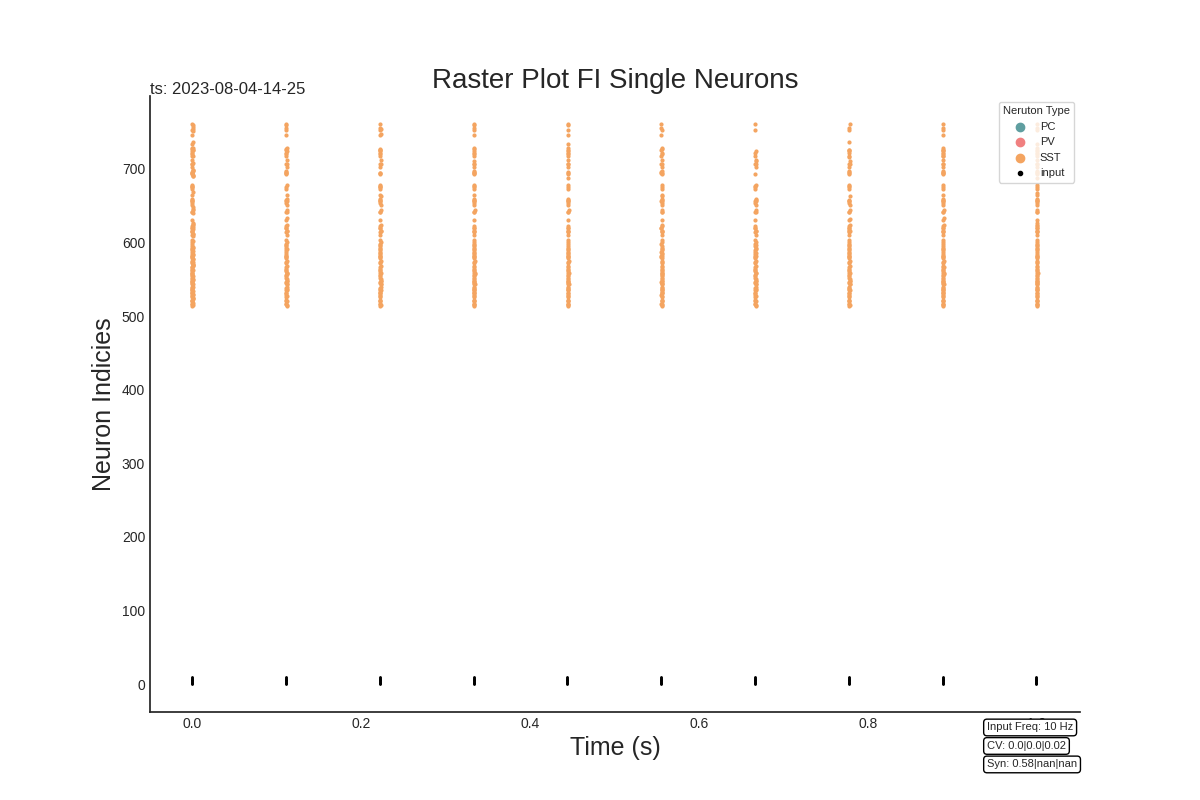 Raster Plot FI Single Neurons
ts: 2023-08-04-14-25
Neruton Type
PC
PV
SST
input
700
600
500
400
300
200
100
0
Neuron Indicies
0.0 0.2 0.4 0.6 0.8
Time (s)
Input Freq: 10 Hz
CV: 0.0|0.0|0.02
Syn: 0.58|nan|nan